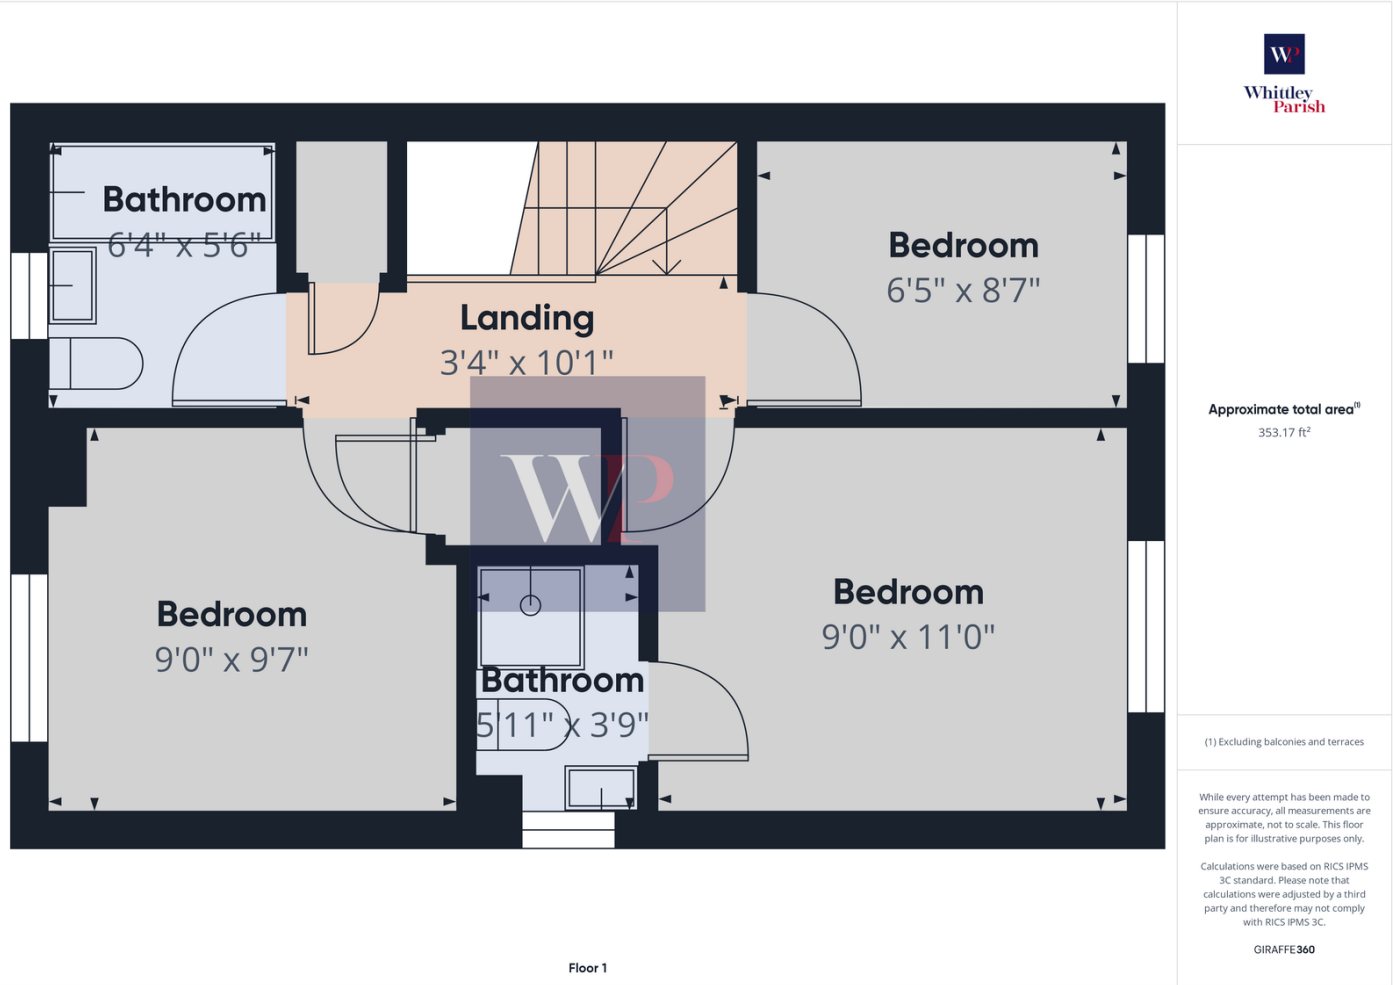 WP
Whittley
Parish
Bathroom
6'4" x 5'6"
Landing
3'4" x 10'1"
Bedroom
6'5" x 8'7"
WP
Bedroom
9'0" x 9'7"
Bathroom
5'11" x 3'9"
Bedroom
9'0" x 11'0"
Floor 1
Approximate total area(1)
353.17 ft²
(1) Excluding balconies and terraces
While every attempt has been made to
ensure accuracy, all measurements are
approximate, not to scale. This floor
plan is for illustrative purposes only.
Calculations were based on RICS IPMS
3C standard. Please note that
calculations were adjusted by a third
party and therefore may not comply
with RICS IPMS 3C.
GIRAFFE360